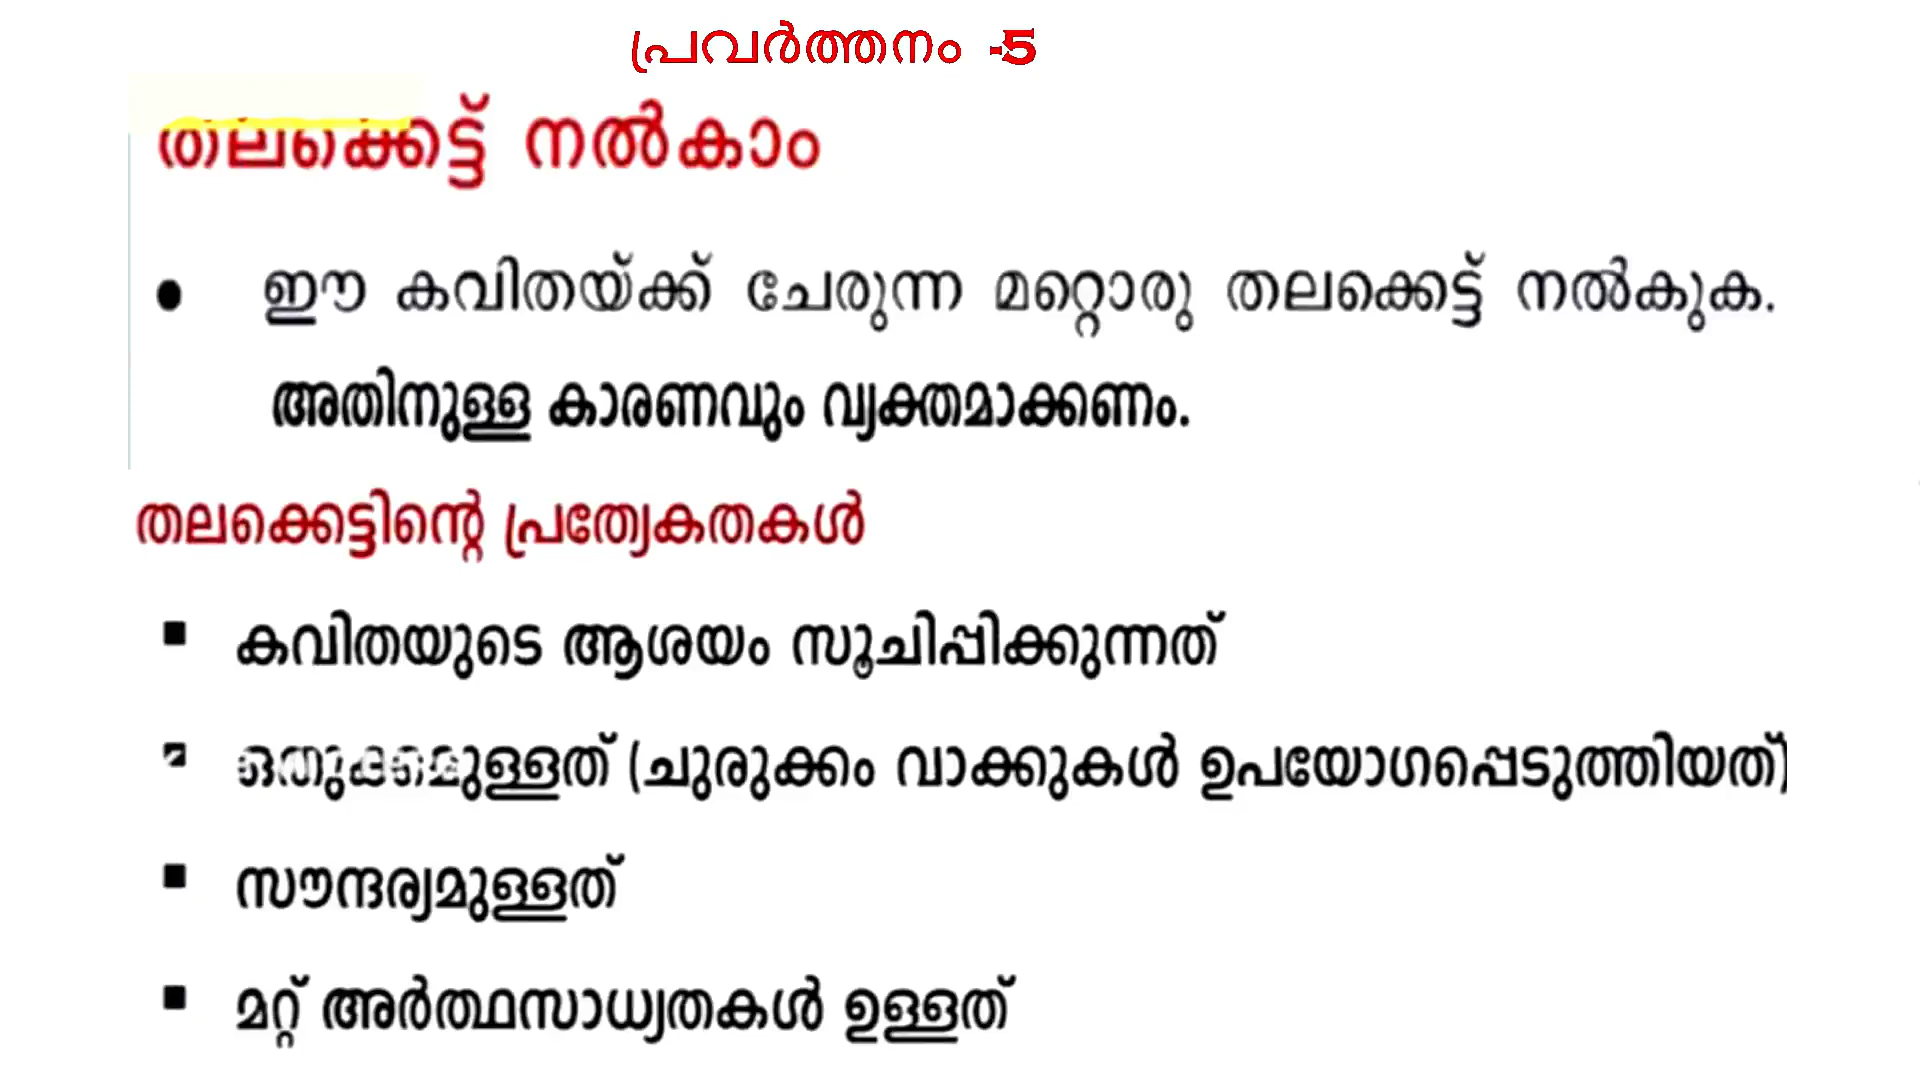 പ്രവർത്തനം -5
തലക്കെട്ട് നൽകാം
● ഈ കവിതയ്ക്ക് ചേരുന്ന മറ്റൊരു തലക്കെട്ട് നൽകുക.
അതിനുള്ള കാരണവും വ്യക്തമാക്കണം.
തലക്കെട്ടിന്റെ പ്രത്യേകതകൾ
▪ കവിതയുടെ ആശയം സൂചിപ്പിക്കുന്നത്
▪ ഒതുക്കമുള്ളത് (ചുരുക്കം വാക്കുകൾ ഉപയോഗപ്പെടുത്തിയത്)
▪ സൗന്ദര്യമുള്ളത്
▪ മറ്റ് അർത്ഥസാധ്യതകൾ ഉള്ളത്